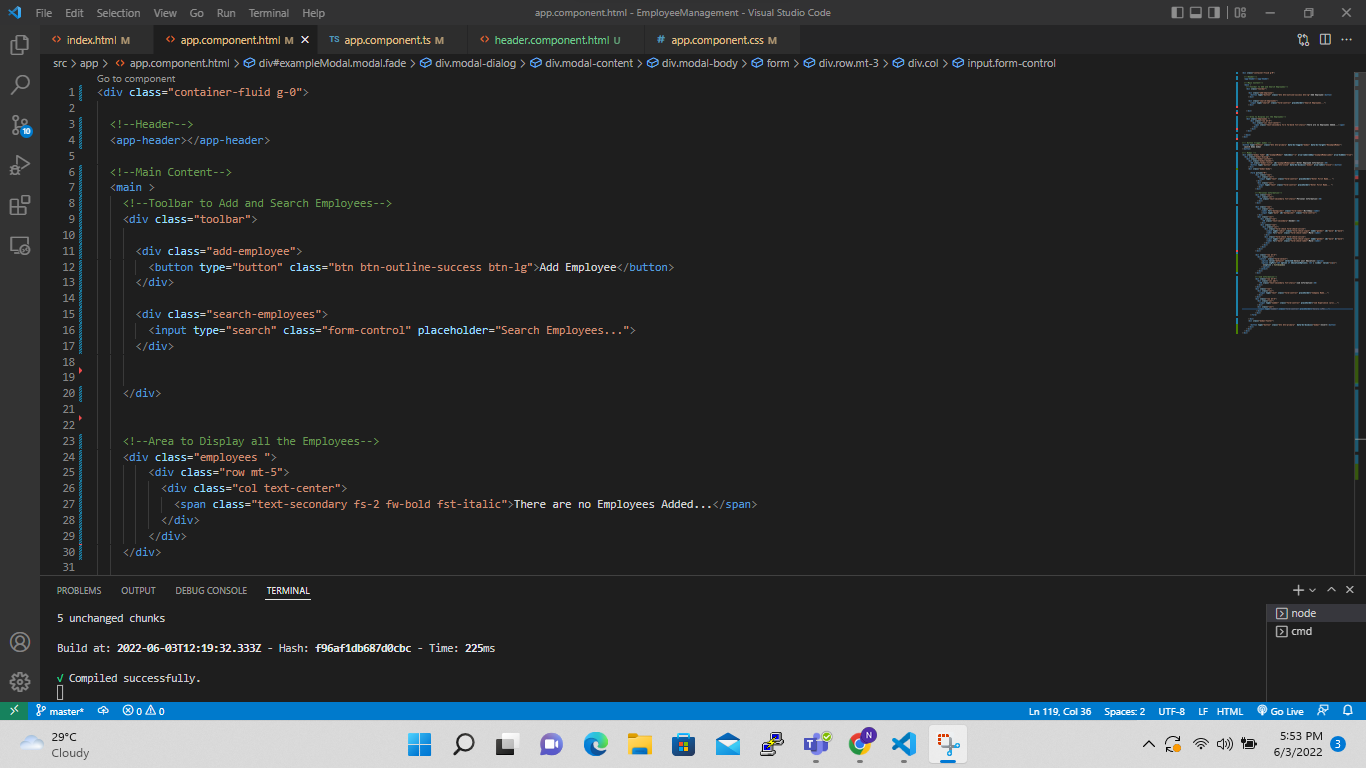 File Edit Selection View Go Run Terminal Help app.component.html - EmployeeManagement - Visual Studio Code
index.html M app.component.html M TS app.component.ts M header.component.html U # app.component.css M
src > app > app.component.html > div#exampleModal.modal.fade > div.modal-dialog > div.modal-content > div.modal-body > form > div.row.mt-3 > div.col > input.form-control
Go to component
1 <div class="container-fluid g-0">
2
3 <!--Header-->
4 <app-header></app-header>
5
6 <!--Main Content-->
7 <main >
8 <!--Toolbar to Add and Search Employees-->
9 <div class="toolbar">
10
11 <div class="add-employee">
12 <button type="button" class="btn btn-outline-success btn-lg">Add Employee</button>
13 </div>
14
15 <div class="search-employees">
16 <input type="search" class="form-control" placeholder="Search Employees...">
17 </div>
18
19
20 </div>
21
22
23 <!--Area to Display all the Employees-->
24 <div class="employees ">
25 <div class="row mt-5">
26 <div class="col text-center">
27 <span class="text-secondary fs-2 fw-bold fst-italic">There are no Employees Added...</span>
28 </div>
29 </div>
30 </div>
31
10
PROBLEMS OUTPUT DEBUG CONSOLE TERMINAL
5 unchanged chunks
Build at: 2022-06-03T12:19:32.333Z - Hash: f96af1db687d0cbc - Time: 225ms
√ Compiled successfully.
node
cmd
master* 0 0 Ln 119, Col 36 Spaces: 2 UTF-8 LF HTML Go Live
29°C
Cloudy
N
5:53 PM
6/3/2022
3